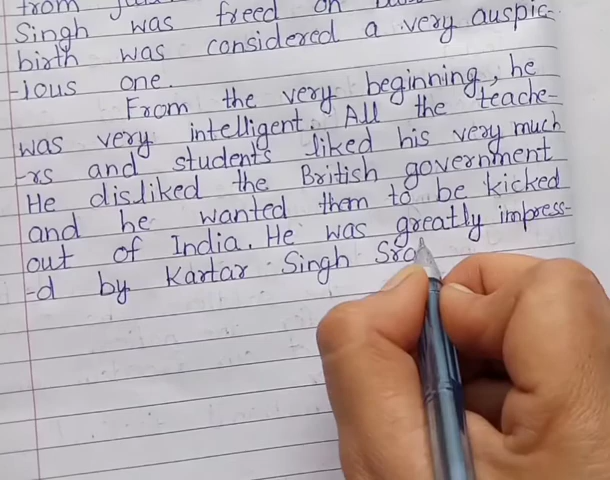 from
Singh was freed on
birth was considered a very auspic-
-ious one.
From the very beginning, he
was very intelligent. All the teache-
-rs and students liked his very much
He disliked the British government
and he wanted them to be kicked
out of India. He was greatly impress-
-d by Kartar Singh Sra